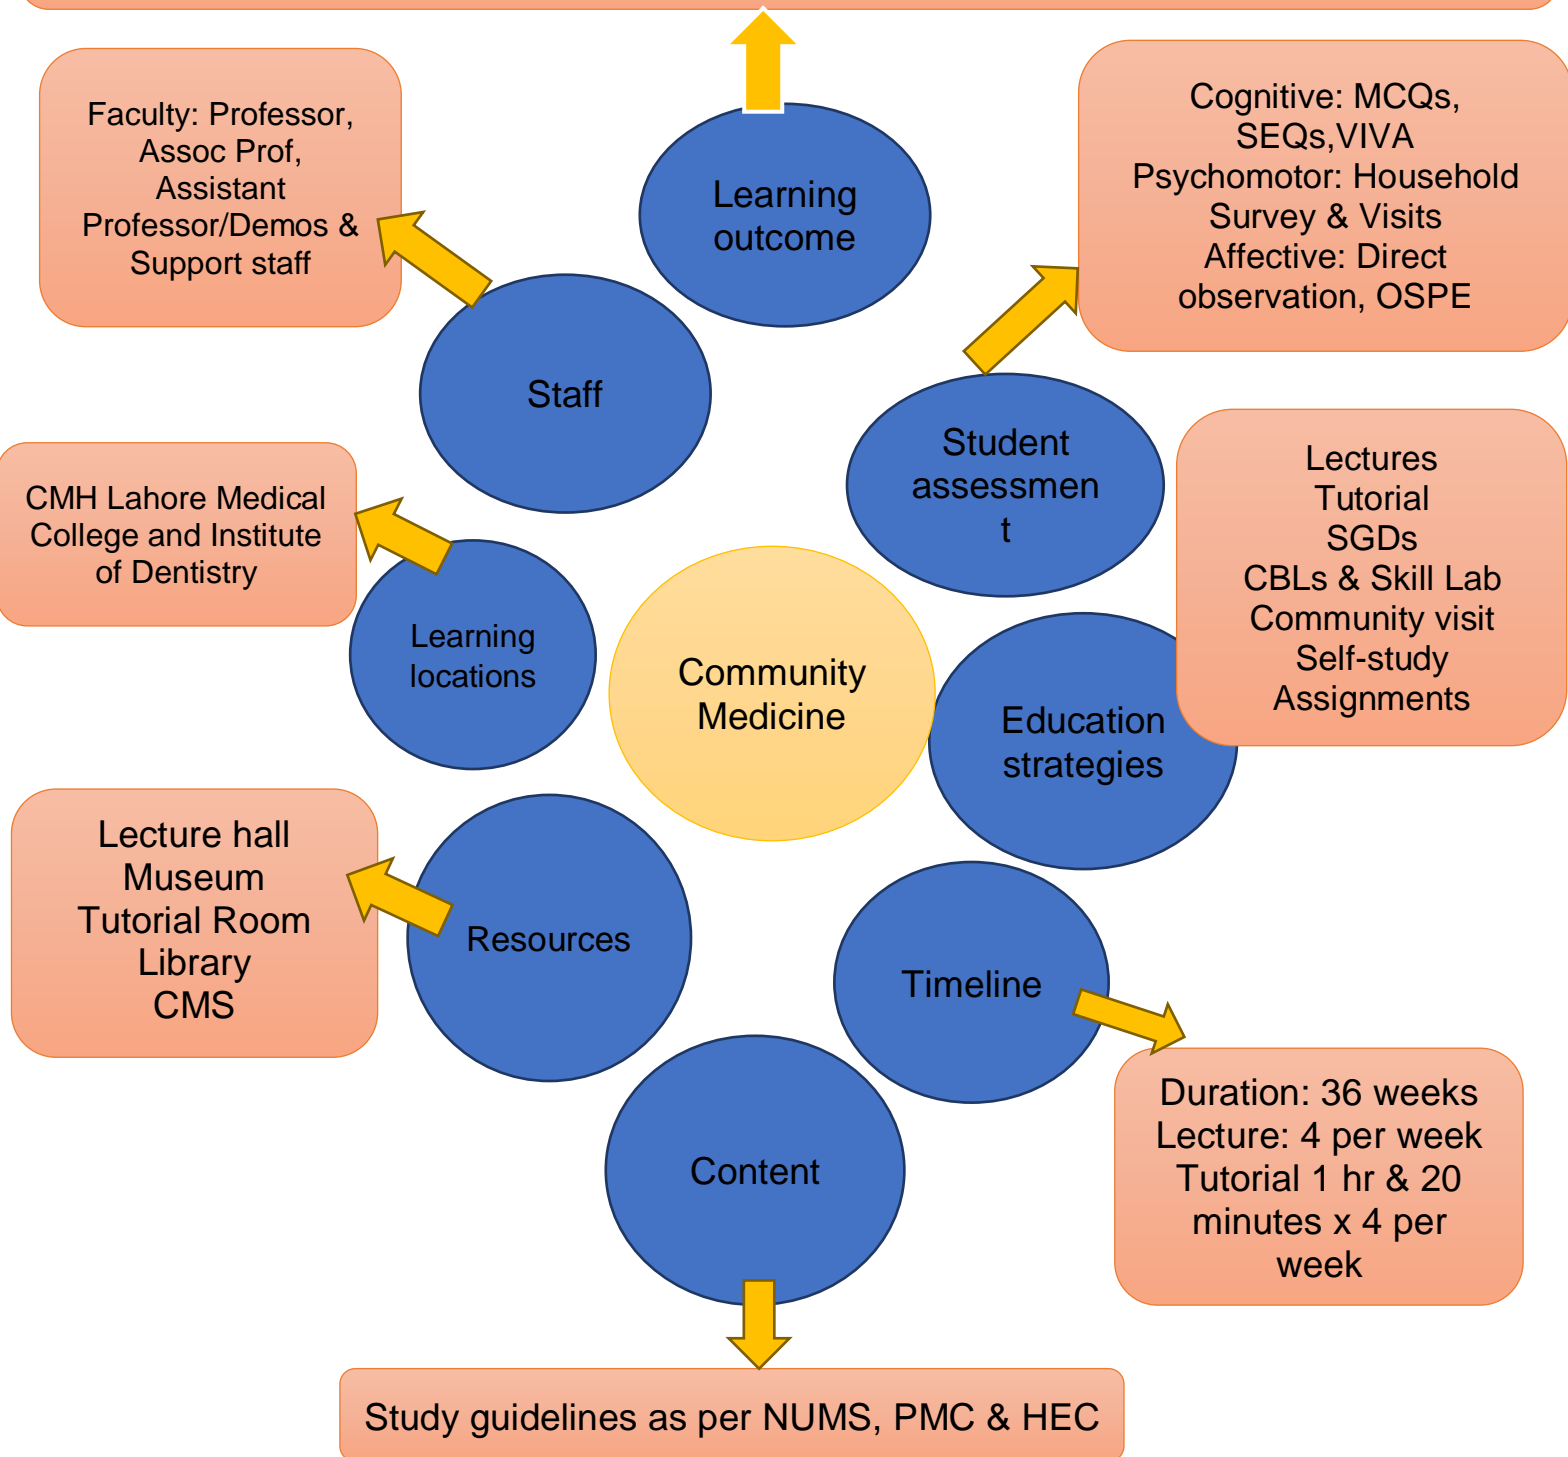 Faculty: Professor,
Assoc Prof,
Assistant
Professor/Demos &
Support staff
Learning
outcome
Cognitive: MCQs,
SEQs,VIVA
Psychomotor: Household
Survey & Visits
Affective: Direct
observation, OSPE
Staff
Student
assessmen
t
CMH Lahore Medical
College and Institute
of Dentistry
Lectures
Tutorial
SGDs
CBLs & Skill Lab
Community visit
Self-study
Assignments
Learning
locations
Community
Medicine
Education
strategies
Lecture hall
Museum
Tutorial Room
Library
CMS
Resources
Timeline
Duration: 36 weeks
Lecture: 4 per week
Tutorial 1 hr & 20
minutes x 4 per
week
Content
Study guidelines as per NUMS, PMC & HEC